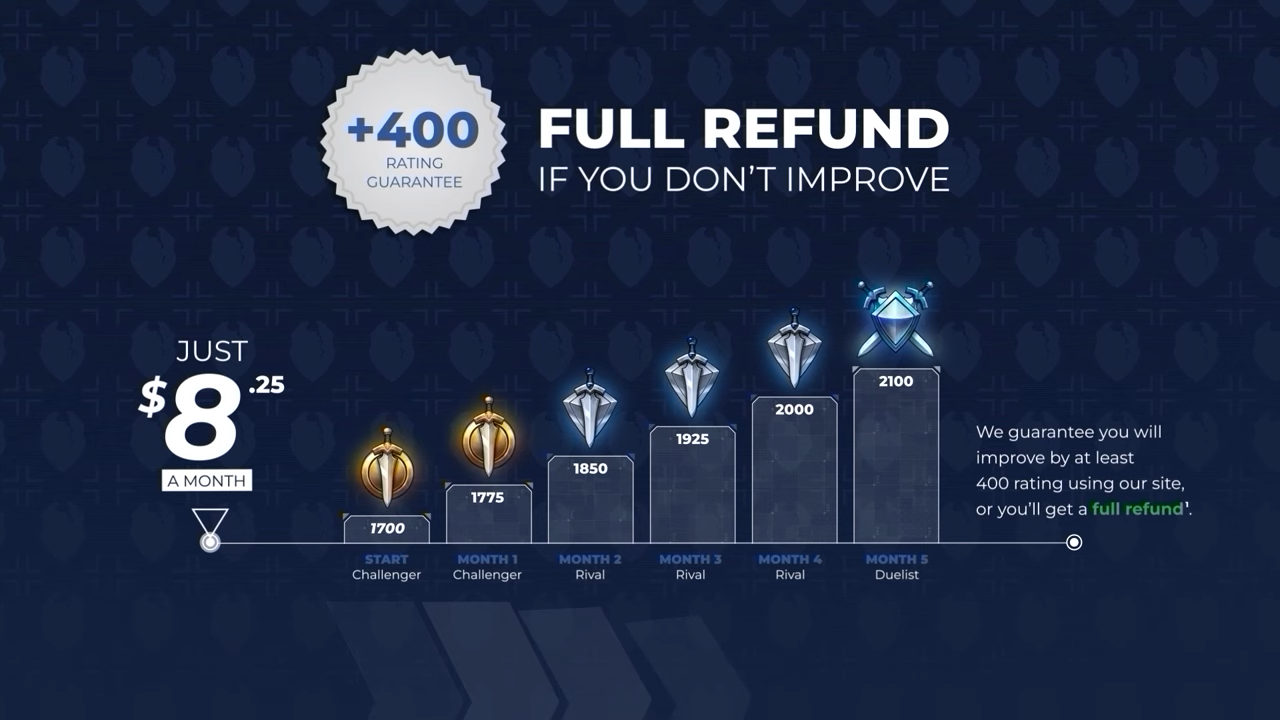 +400
RATING
GUARANTEE
FULL REFUND
IF YOU DON'T IMPROVE
JUST
$8.25
A MONTH
1700
1775
1850
1925
2000
2100
START
Challenger
MONTH 1
Challenger
MONTH 2
Rival
MONTH 3
Rival
MONTH 4
Rival
MONTH 5
Duelist
We guarantee you will
improve by at least
400 rating using our site,
or you'll get a full refund¹.